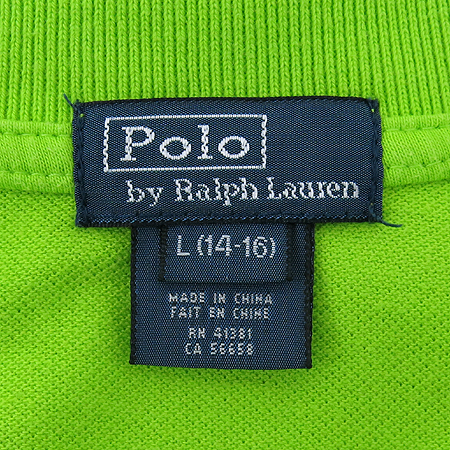 Polo
by Ralph Lauren
L (14-16)
MADE IN CHINA
FAIT EN CHINE
RN 41381
CA 56658